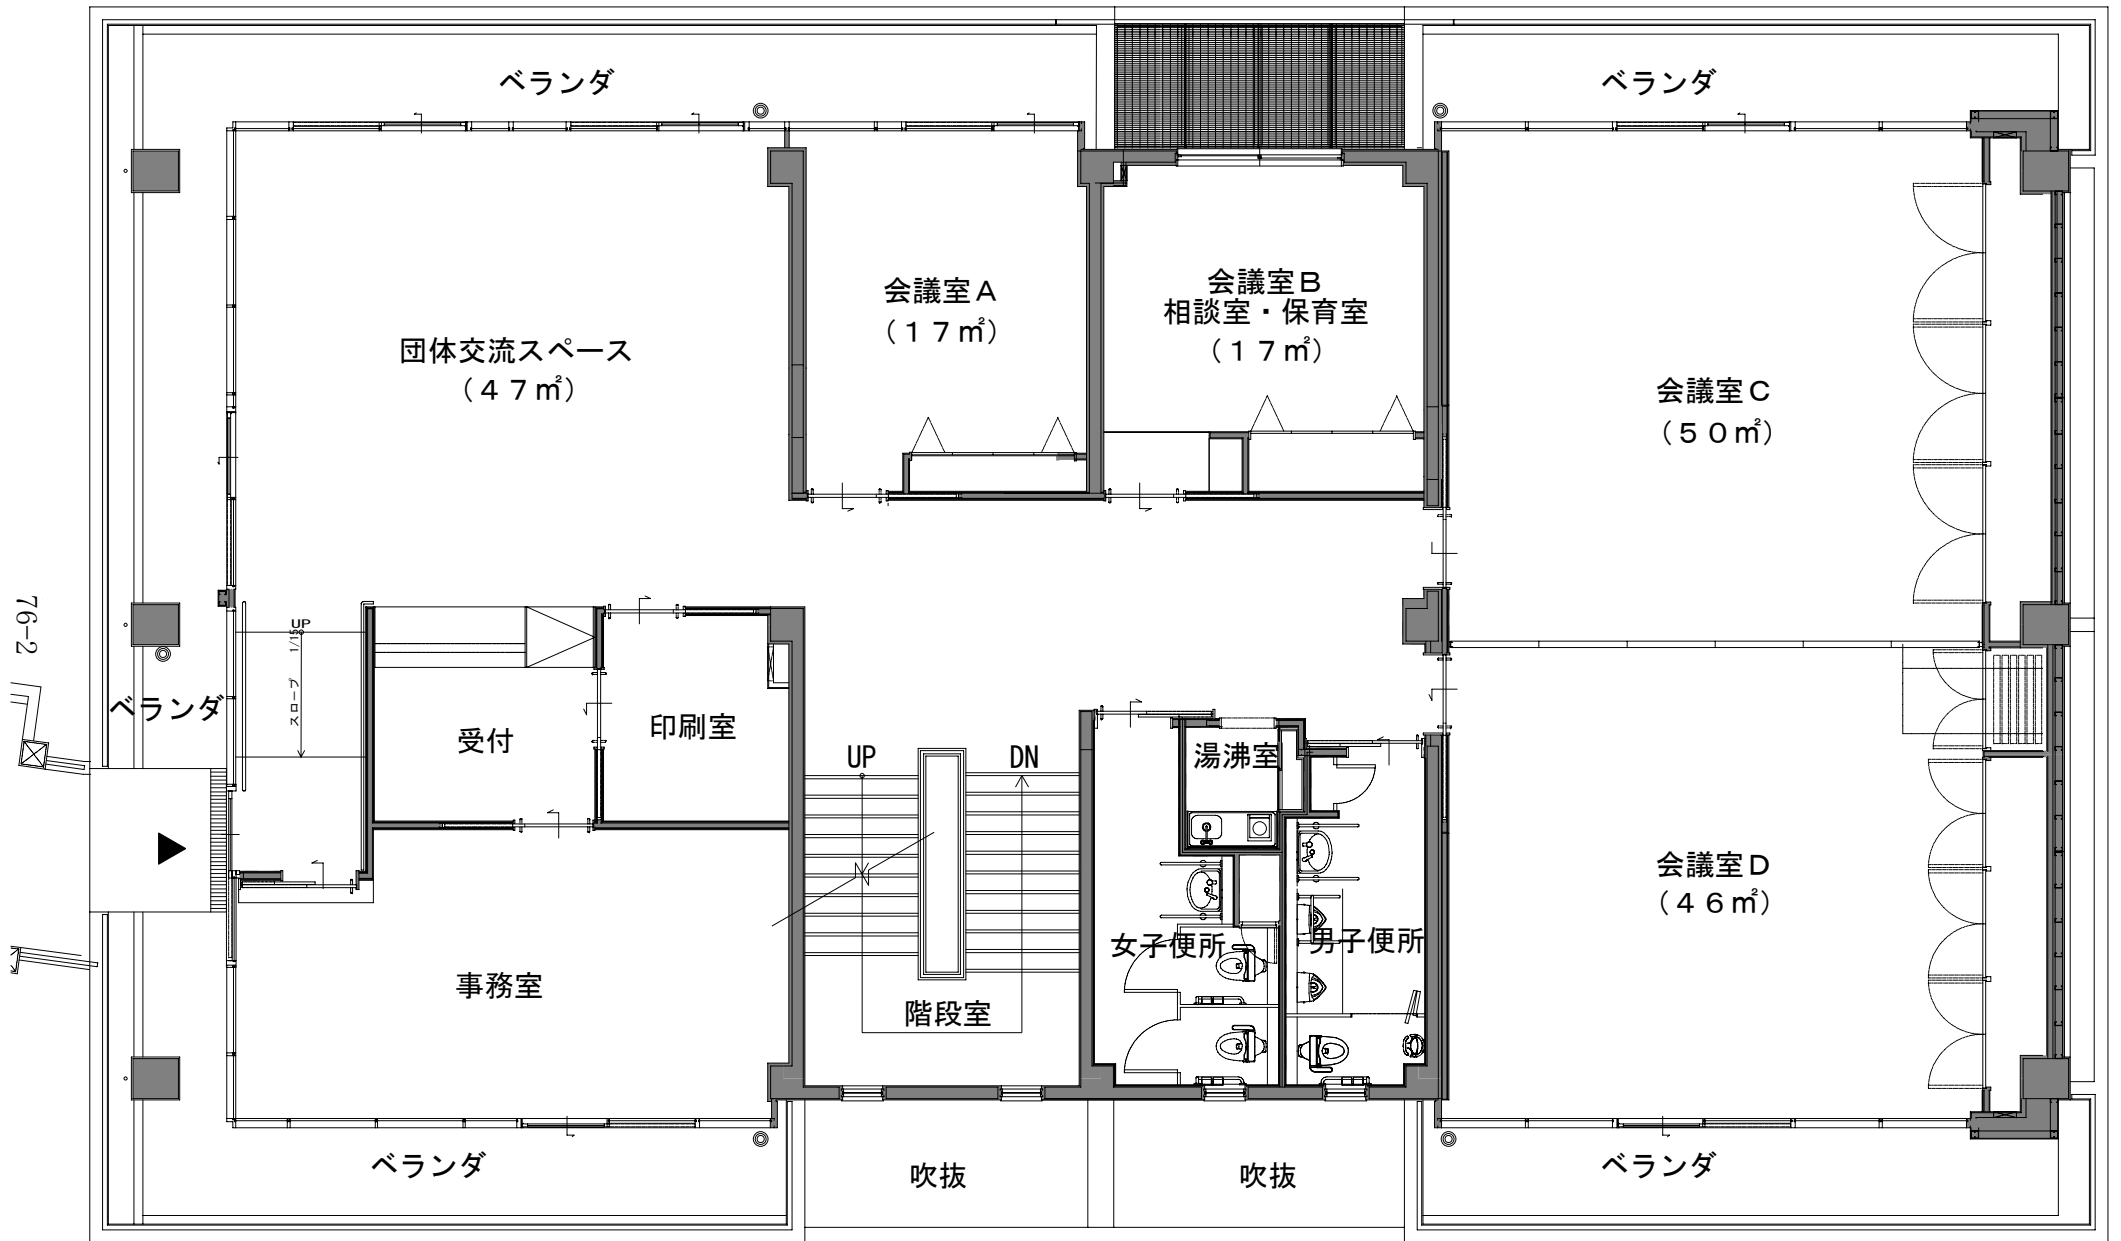 ベランダ
ベランダ
会議室A
(17㎡)
会議室B
相談室・保育室
(17㎡)
団体交流スペース
(47㎡)
会議室C
(50㎡)
76-2
UP
スロープ 1/15
ベランダ
受付
印刷室
UP
DN
湯沸室
会議室D
(46㎡)
女子便所
男子便所
事務室
階段室
ベランダ
吹抜
吹抜
ベランダ